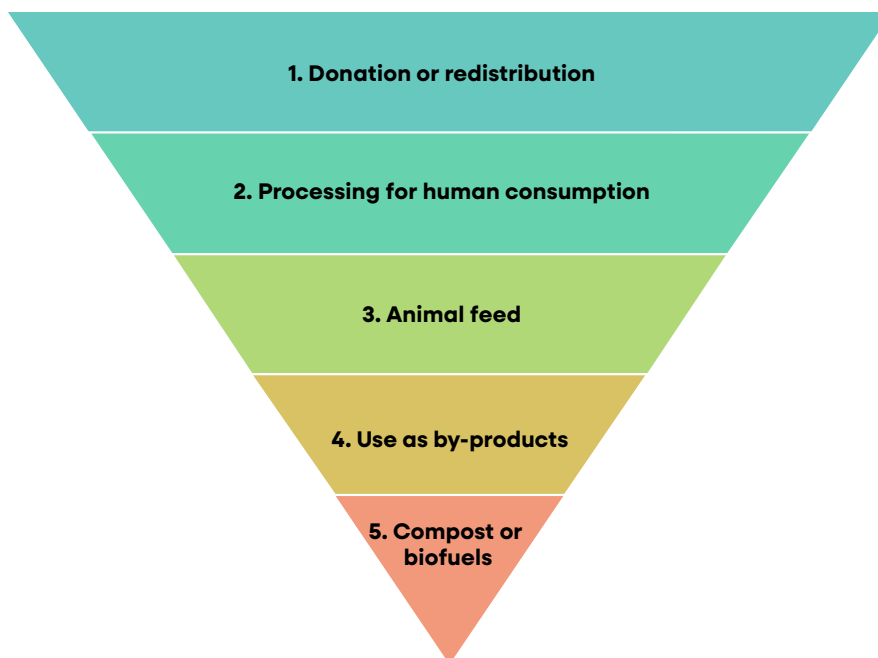 1. Donation or redistribution
2. Processing for human consumption
3. Animal feed
4. Use as by-products
5. Compost or
biofuels